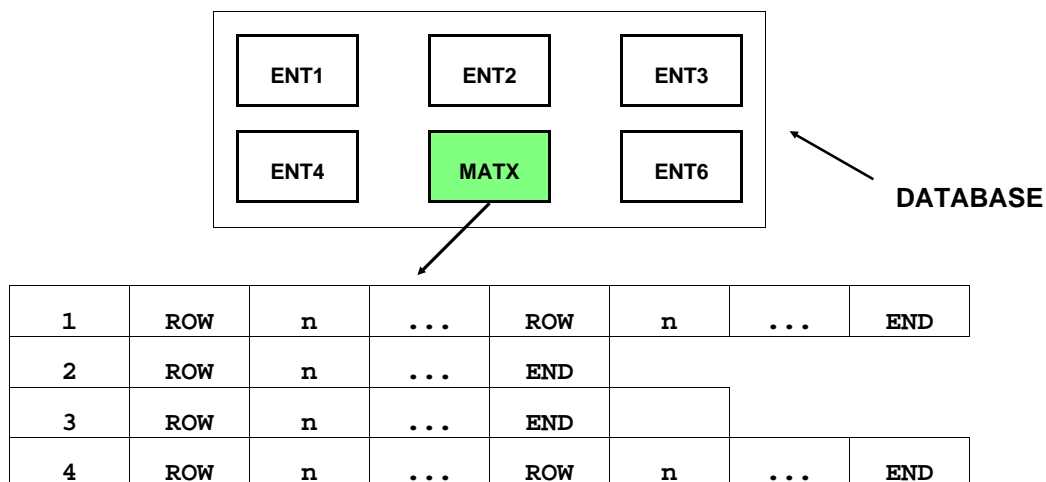 ENT1 ENT2 ENT3
ENT4 MATX ENT6
DATABASE
1 ROW n ... ROW n ... END
2 ROW n ... END
3 ROW n ... END
4 ROW n ... ROW n ... END